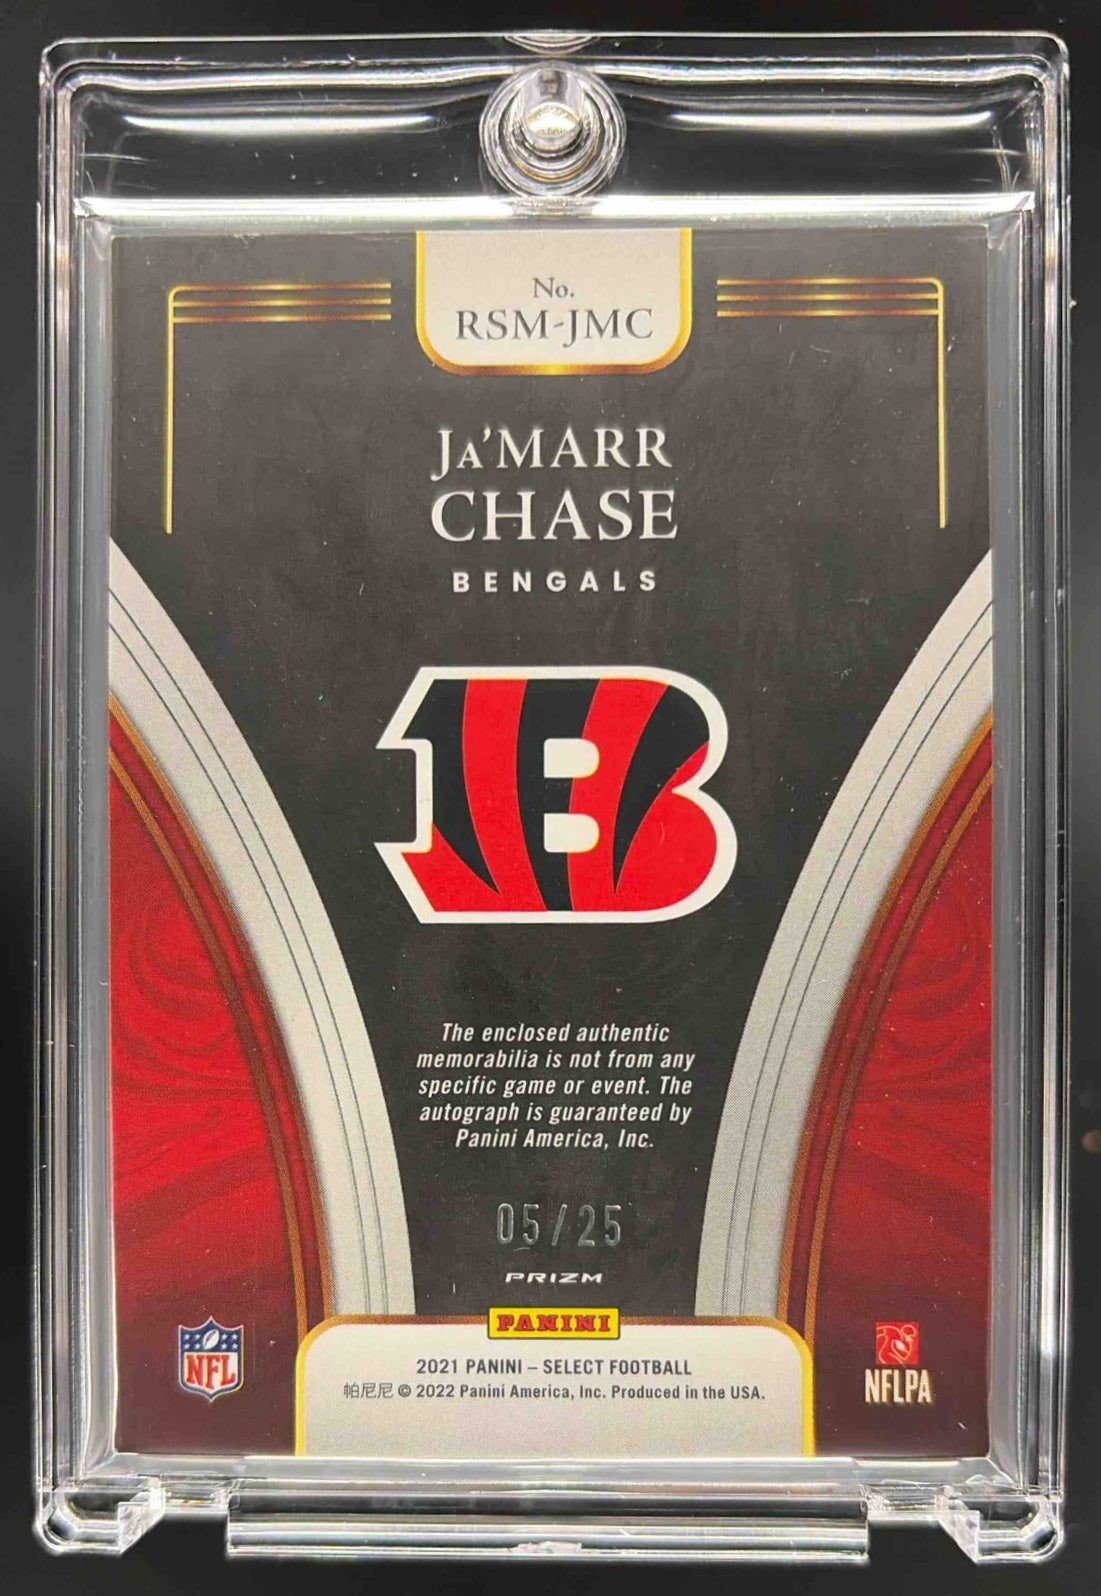 No.
RSM-JMC
Ja'MARR
CHASE
BENGALS
B
The enclosed authentic
memorabilia is not from any
specific game or event. The
autograph is guaranteed by
Panini America, Inc.
05/25
PRIZM
PANINI
NFL
2021 PANINI – SELECT FOOTBALL
帕尼尼 © 2022 Panini America, Inc. Produced in the USA.
NFLPA